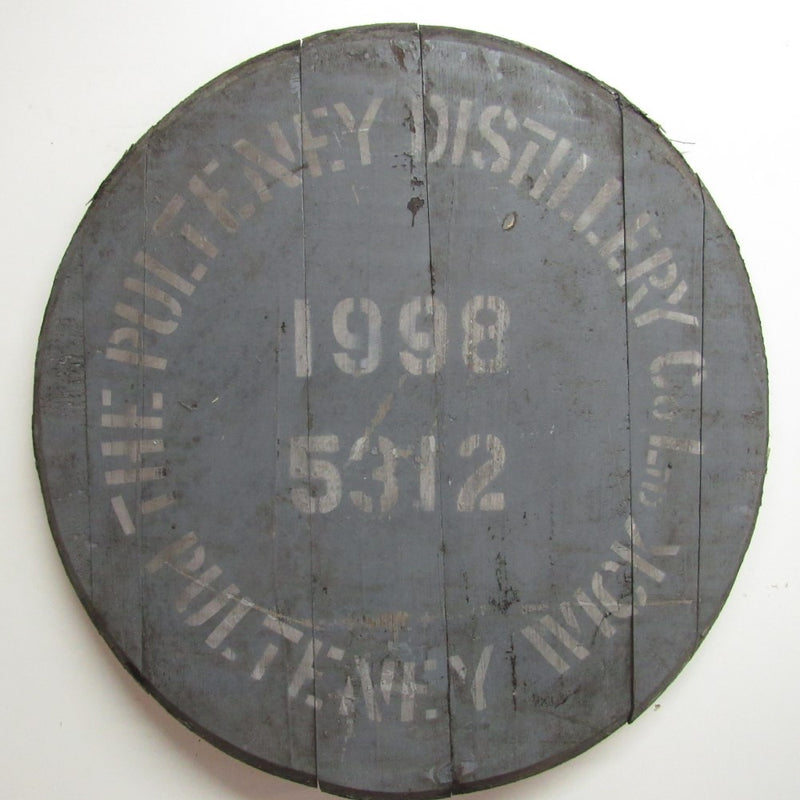 THE PULTENEY DISTILLERY Co LTD
1998
5312
PULTENEY WICK